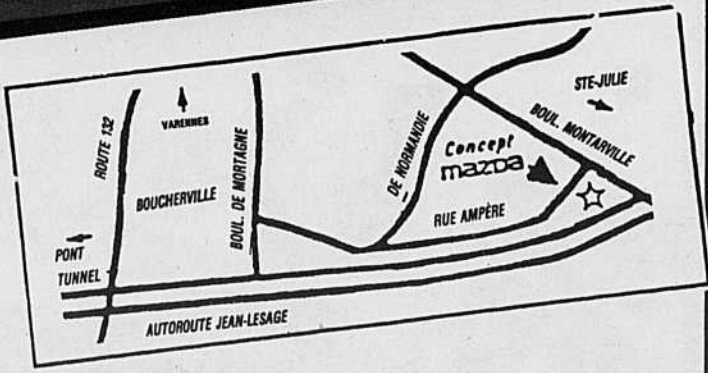 ROUTE 132
VARENNES
BOUCHERVILLE
BOUL. DE MORTAGNE
PONT
TUNNEL
AUTOROUTE JEAN-LESAGE
DE NORMANDIE
Concept
mazda
RUE AMPÈRE
STE-JULIE
BOUL. MONTARVILLE